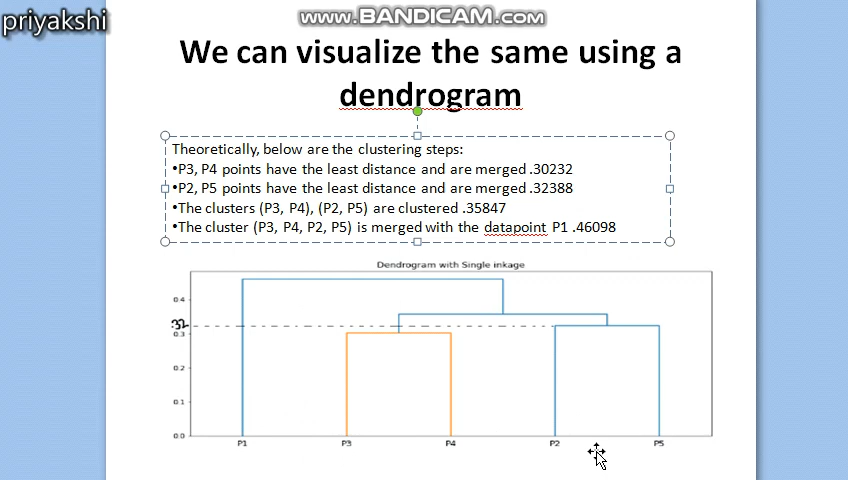 www.BANDICAM.com
priyakshi
We can visualize the same using a
dendrogram
Theoretically, below are the clustering steps:
•P3, P4 points have the least distance and are merged .30232
•P2, P5 points have the least distance and are merged .32388
•The clusters (P3, P4), (P2, P5) are clustered .35847
•The cluster (P3, P4, P2, P5) is merged with the datapoint P1 .46098
Dendrogram with Single inkage
0.4
.32
0.3
0.2
0.1
0.0
P1 P3 P4 P2 P5